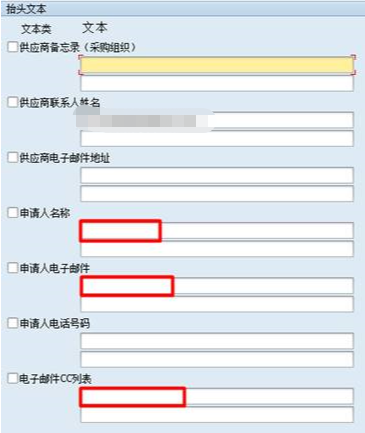 抬头文本
文本类 文本
供应商备忘录（采购组织）
供应商联系人姓名
供应商电子邮件地址
申请人名称
申请人电子邮件
申请人电话号码
电子邮件CC列表